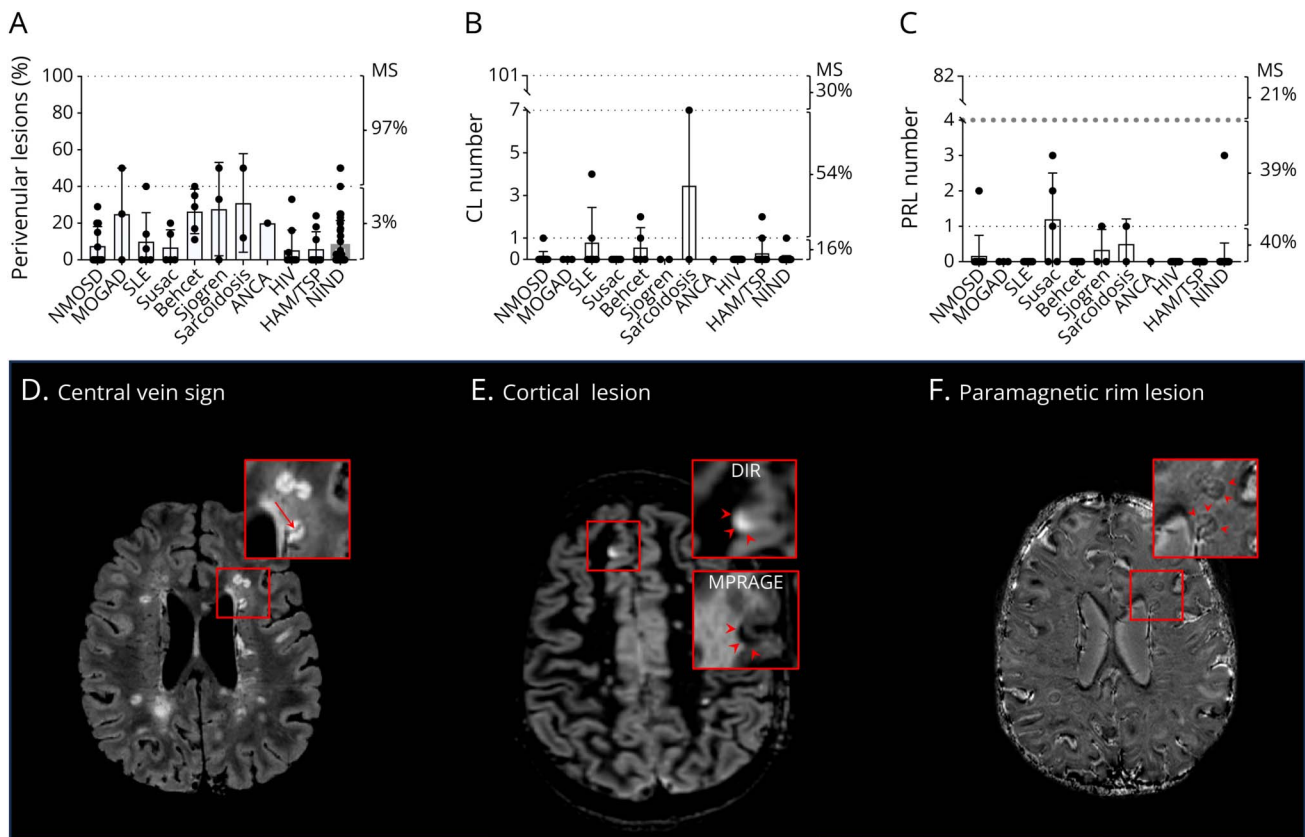 A
Perivenular lesions (%)
100
80
60
40
20
0
MS
97%
3%
NMOSD
MOGAD
SLE
Susac
Behcet
Sjogren
Sarcoidosis
ANCA
HIV
HAM/TSP
NIND
B
CL number
101
7
5
3
1
0
MS
30%
54%
16%
NMOSD
MOGAD
SLE
Susac
Behcet
Sjogren
Sarcoidosis
ANCA
HIV
HAM/TSP
NIND
C
PRL number
82
4
3
2
1
0
MS
21%
39%
40%
NMOSD
MOGAD
SLE
Susac
Behcet
Sjogren
Sarcoidosis
ANCA
HIV
HAM/TSP
NIND
D. Central vein sign
E. Cortical lesion
DIR
MPRAGE
F. Paramagnetic rim lesion